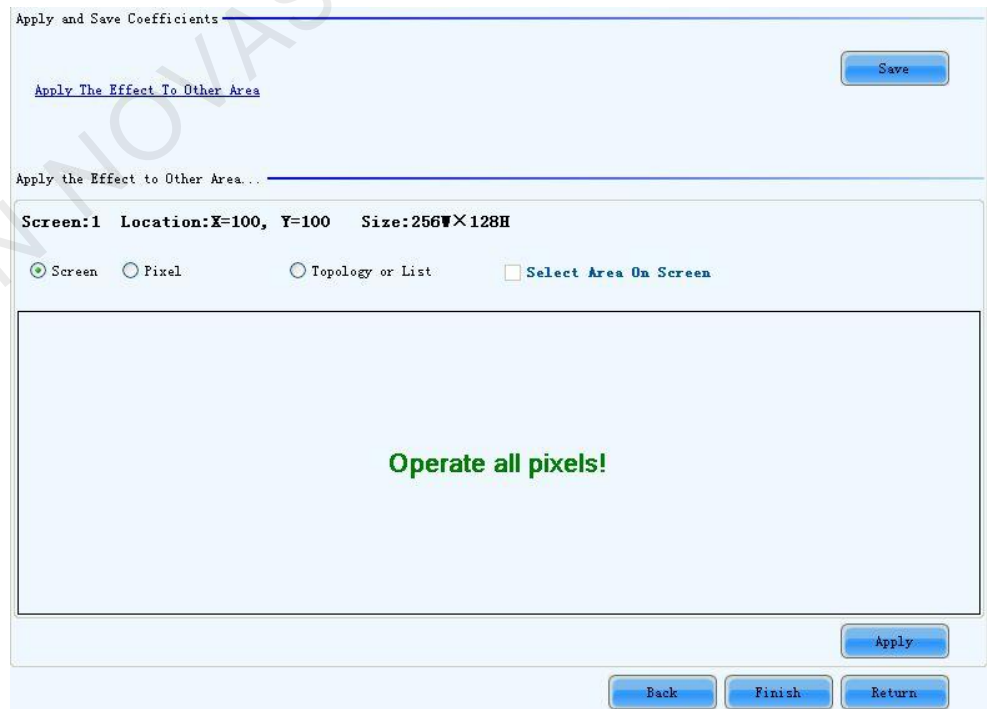 Apply and Save Coefficients
Save
Apply The Effect To Other Area
Apply the Effect to Other Area...
Screen:1 Location:X=100, Y=100 Size:256W×128H
Screen Pixel Topology or List Select Area On Screen
Operate all pixels!
Apply
Back Finish Return